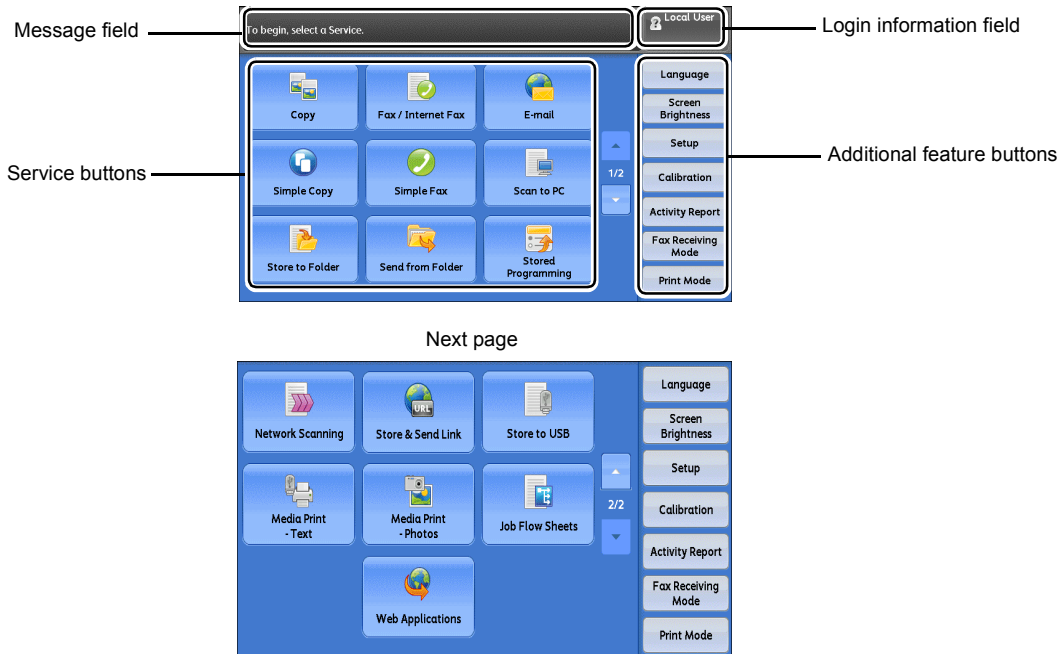 Message field
To begin, select a Service.
Local User
Login information field
Service buttons
Copy
Fax / Internet Fax
E-mail
Simple Copy
Simple Fax
Scan to PC
Store to Folder
Send from Folder
Stored
Programming
1/2
Language
Screen
Brightness
Setup
Calibration
Activity Report
Fax Receiving
Mode
Print Mode
Additional feature buttons
Next page
Network Scanning
URL
Store & Send Link
Store to USB
Media Print
- Text
Media Print
- Photos
Job Flow Sheets
Web Applications
2/2
Language
Screen
Brightness
Setup
Calibration
Activity Report
Fax Receiving
Mode
Print Mode